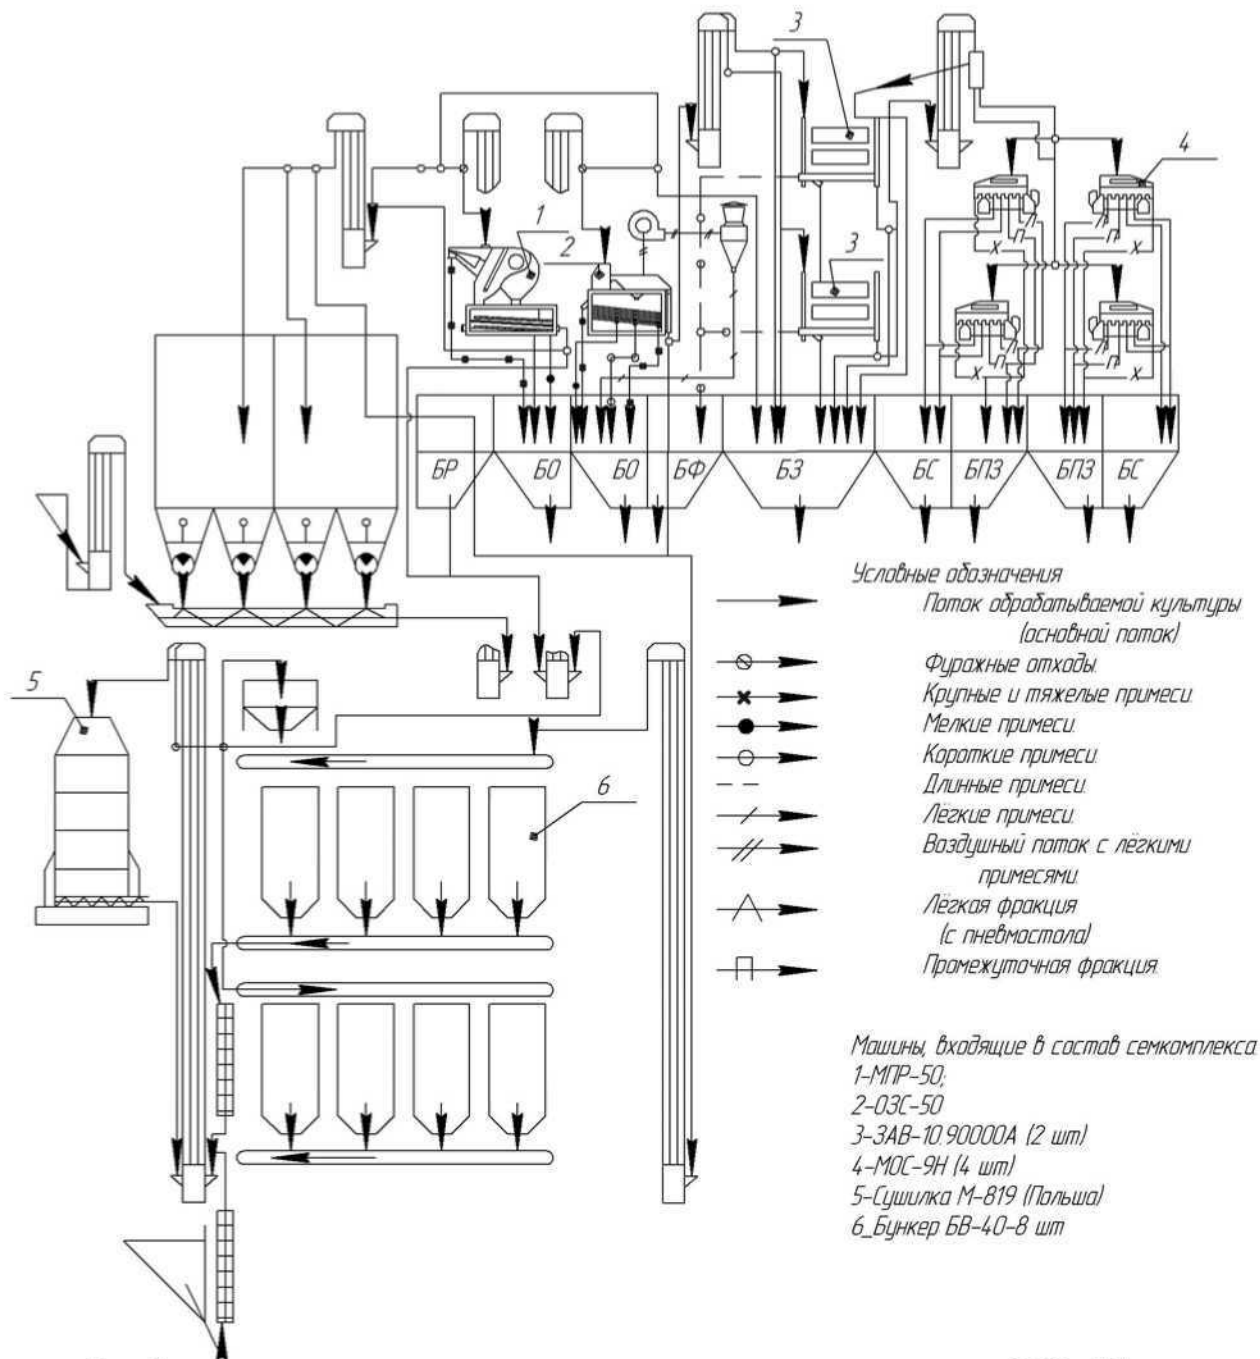 3
4
1
2
3
БР
БО
БО
БФ
БЗ
БС
БПЗ
БПЗ
БС
5
6
Условные обозначения
Поток обрабатываемой культуры
(основной поток)
Фуражные отходы.
Крупные и тяжелые примеси.
Мелкие примеси.
Короткие примеси.
Длинные примеси.
Лёгкие примеси.
Воздушный поток с лёгкими
примесями.
Лёгкая фракция
(с пневмостола)
Промежуточная фракция.
Машины, входящие в состав семкомплекса.
1-МПР-50;
2-ОЗС-50
3-ЗАВ-10.90000А (2 шт)
4-МОС-9Н (4 шт)
5-Сушилка М-819 (Польша)
6_Бункер БВ-40-8 шт